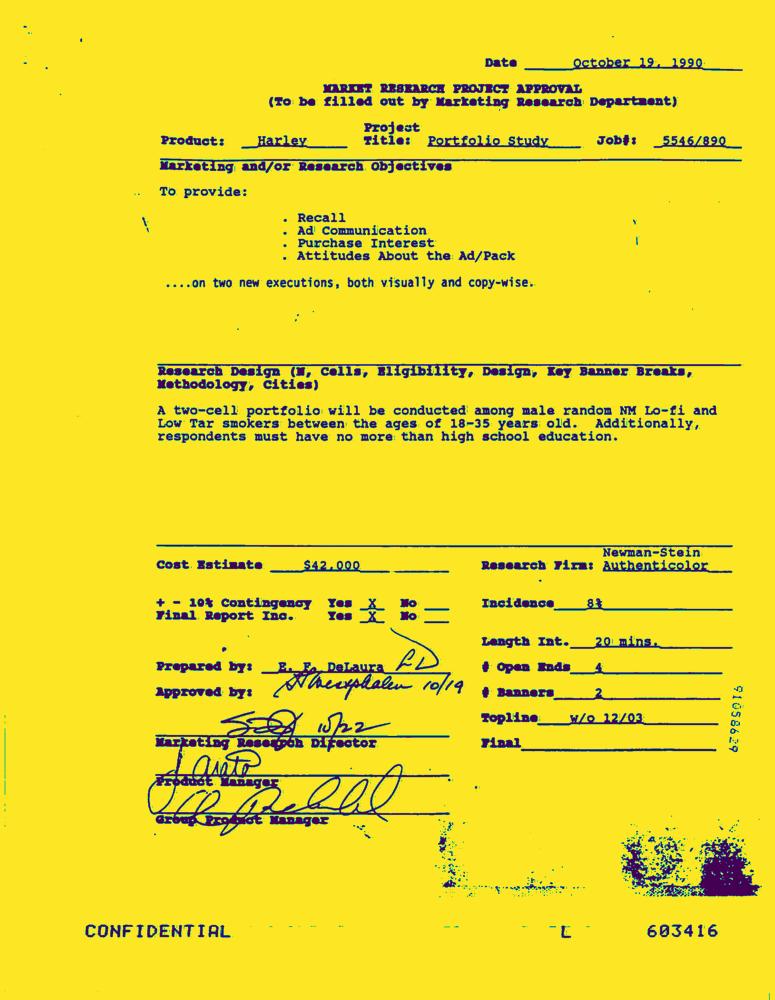 Date October 19, 1990
MARKET RESEARCH PROJECT APPROVAL
(To be filled out by Marketing Research Department)
Product: Harley Project Title: Portfolio Study Job#: 5546/890
Marketing and/or Research Objectives
To provide:
. Recall
. Ad Communication
. Purchase Interest
. Attitudes About the Ad/Pack
....on two new executions, both visually and copy-wise.
Research Design (N, Cells, Eligibility, Design, Key Banner Breaks,
Methodology, Cities)
A two-cell portfolio will be conducted among male random NM Lo-fi and
Low Tar smokers between the ages of 18-35 years old. Additionally,
respondents must have no more than high school education.
Cost Estimate $42,000
Research Firm: Newman-Stein Authenticolor
+ - 10% Contingency Yes X No
Final Report Inc. Yes X No
Incidence 8%
Length Int. 20 mins.
Prepared by: E. F. DeLaura
# Open Ends 4
Approved by: 10/19
# Banners 2
10/22
Topline w/o 12/03
Marketing Research Director
Final
Product Manager
Group Product Manager
91058629
CONFIDENTIAL
L 603416